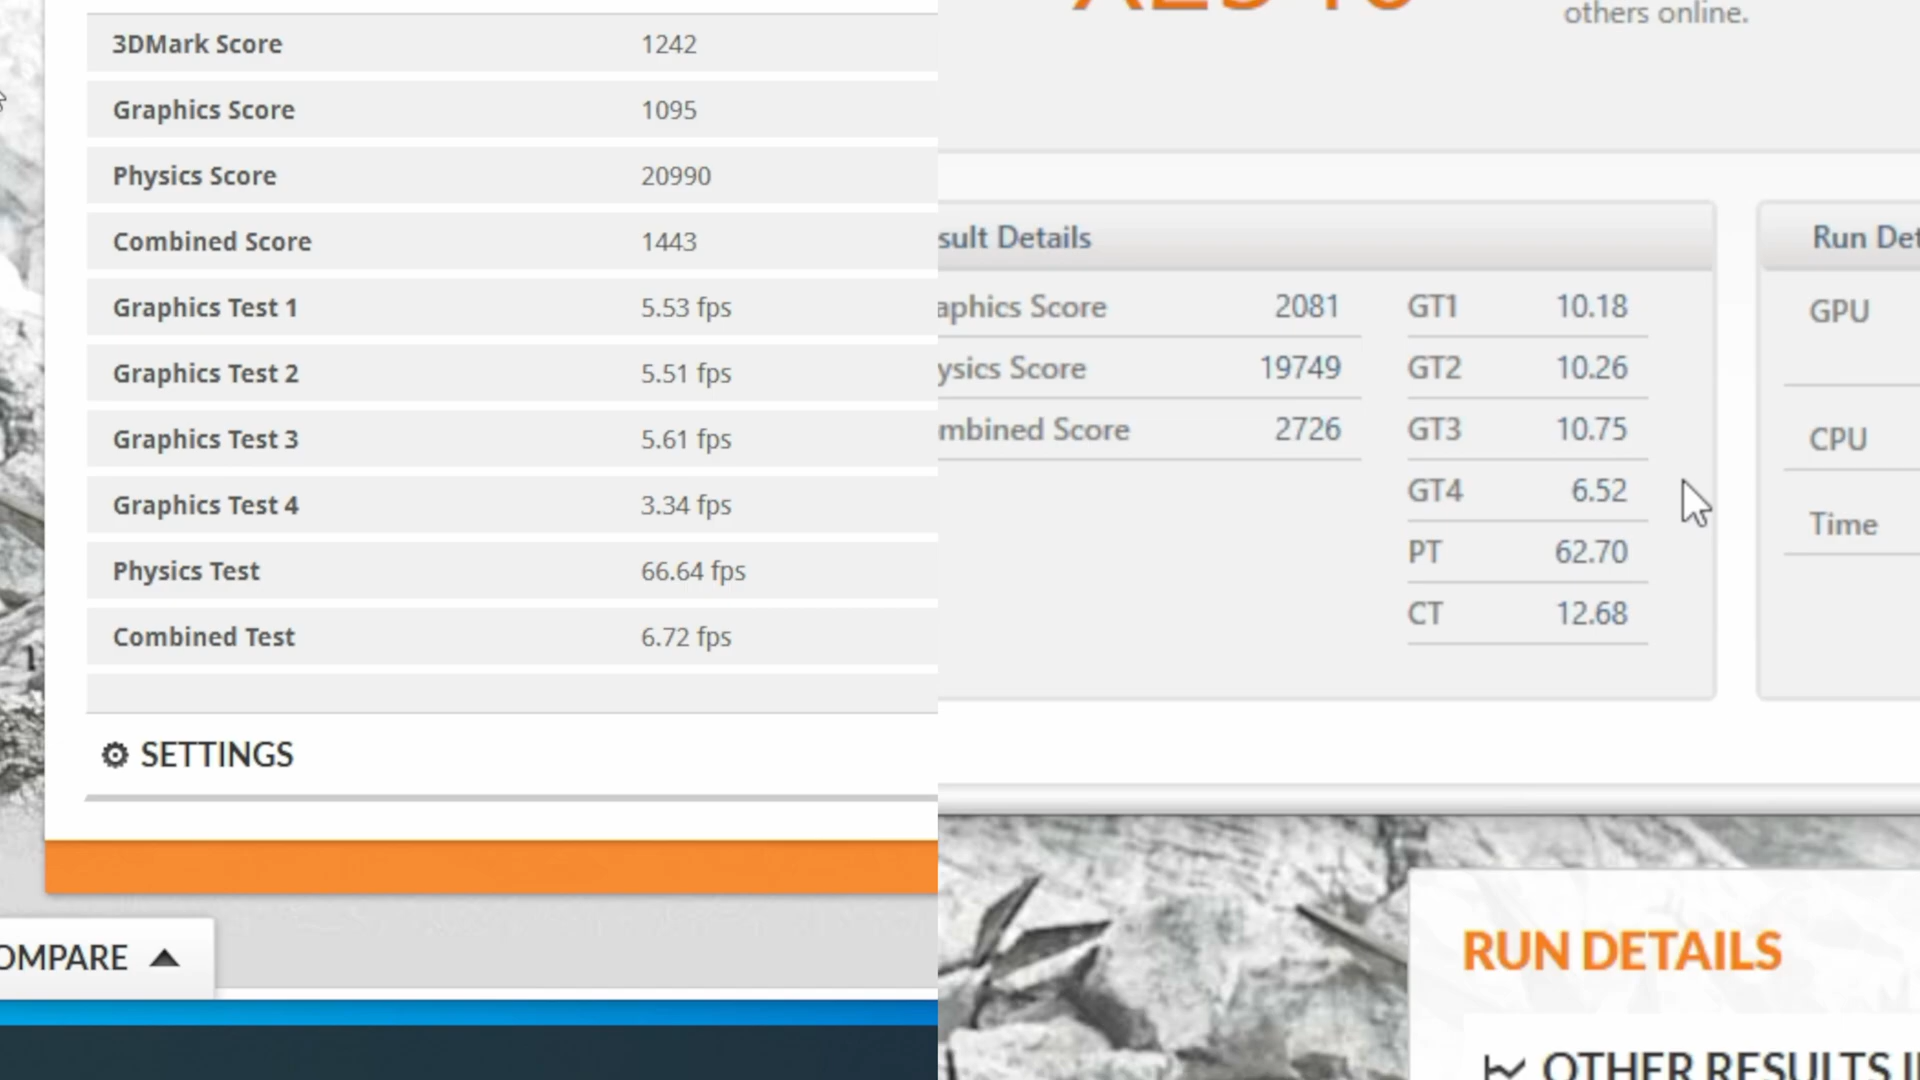 3DMark Score 1242
Graphics Score 1095
Physics Score 20990
Combined Score 1443
Graphics Test 1 5.53 fps
Graphics Test 2 5.51 fps
Graphics Test 3 5.61 fps
Graphics Test 4 3.34 fps
Physics Test 66.64 fps
Combined Test 6.72 fps
SETTINGS
OMPARE
others online.
sult Details
aphics Score 2081
ysics Score 19749
mbined Score 2726
GT1 10.18
GT2 10.26
GT3 10.75
GT4 6.52
PT 62.70
CT 12.68
Run Det
GPU
CPU
Time
RUN DETAILS
OTHER RESULTS I